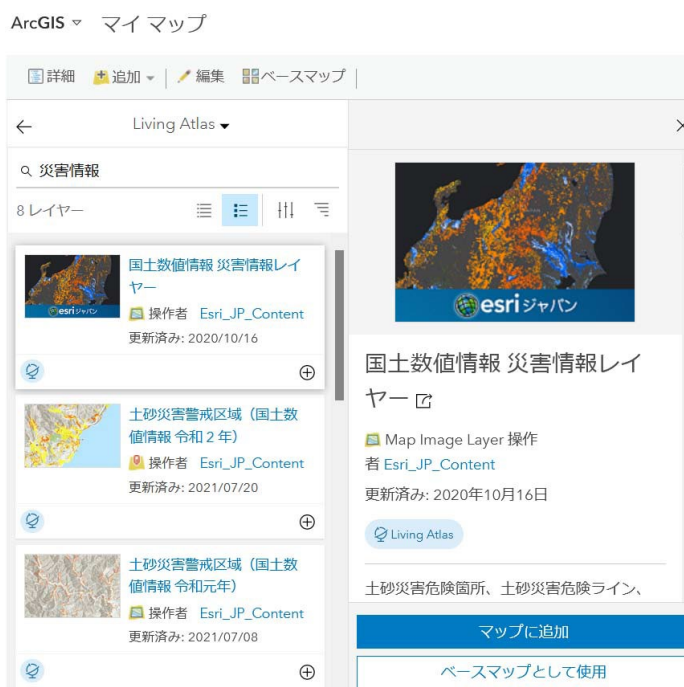 ArcGIS マイ マップ
詳細 追加 編集 ベースマップ
Living Atlas
災害情報
8 レイヤー
国土数値情報 災害情報レイ
ヤー
操作者 Esri_JP_Content
更新済み: 2020/10/16
esriジャパン
土砂災害警戒区域（国土数
値情報 令和２年）
操作者 Esri_JP_Content
更新済み: 2021/07/20
土砂災害警戒区域（国土数
値情報 令和元年）
操作者 Esri_JP_Content
更新済み: 2021/07/08
esriジャパン
国土数値情報 災害情報レイ
ヤー
Map Image Layer 操作
者 Esri_JP_Content
更新済み: 2020年10月16日
Living Atlas
土砂災害危険箇所、土砂災害危険ライン、
マップに追加
ベースマップとして使用